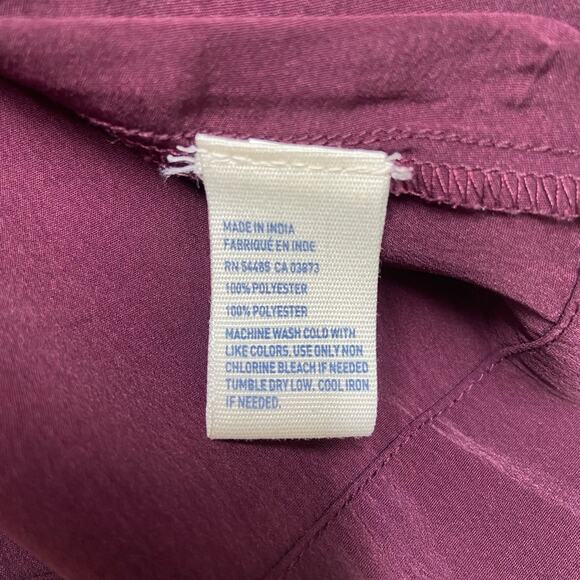 MADE IN INDIA
FABRIQUÉ EN INDE
RN 54485 CA 03873
100% POLYESTER
100% POLYESTER
MACHINE WASH COLD WITH
LIKE COLORS. USE ONLY NON
CHLORINE BLEACH IF NEEDED
TUMBLE DRY LOW. COOL IRON
IF NEEDED.